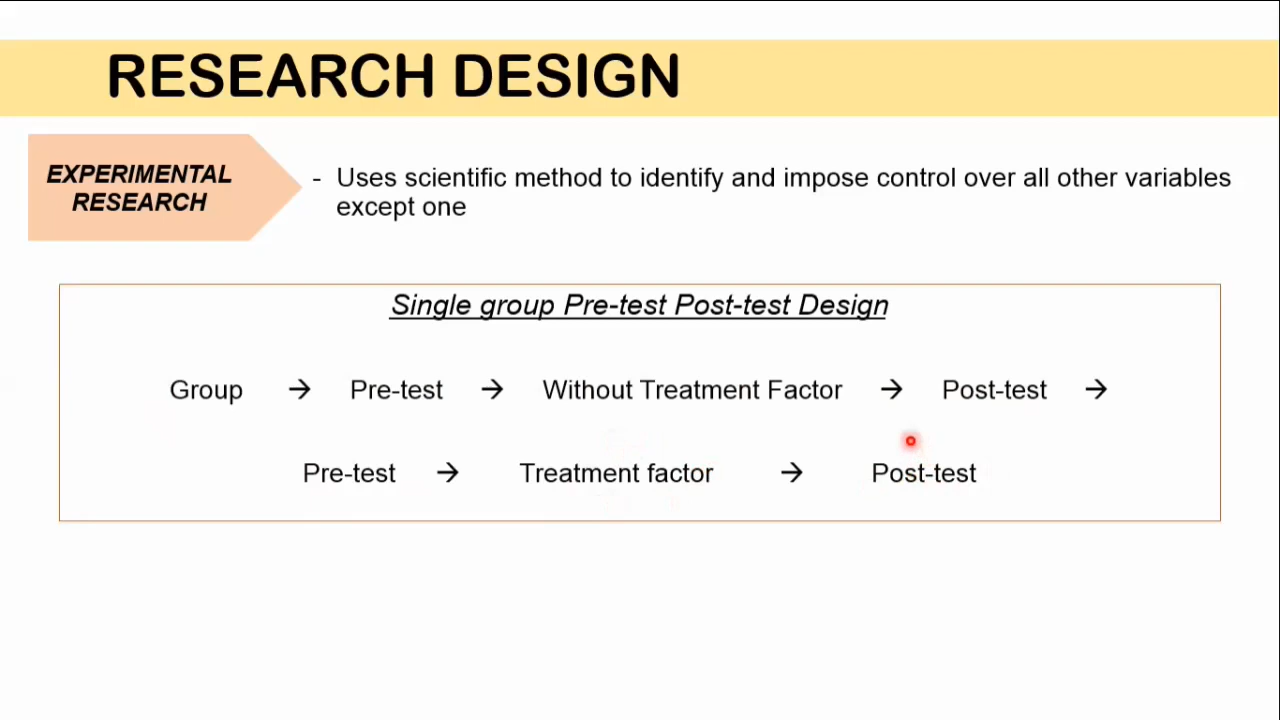 RESEARCH DESIGN
EXPERIMENTAL
RESEARCH
- Uses scientific method to identify and impose control over all other variables
except one
Single group Pre-test Post-test Design
Group → Pre-test → Without Treatment Factor → Post-test →
Pre-test → Treatment factor → Post-test